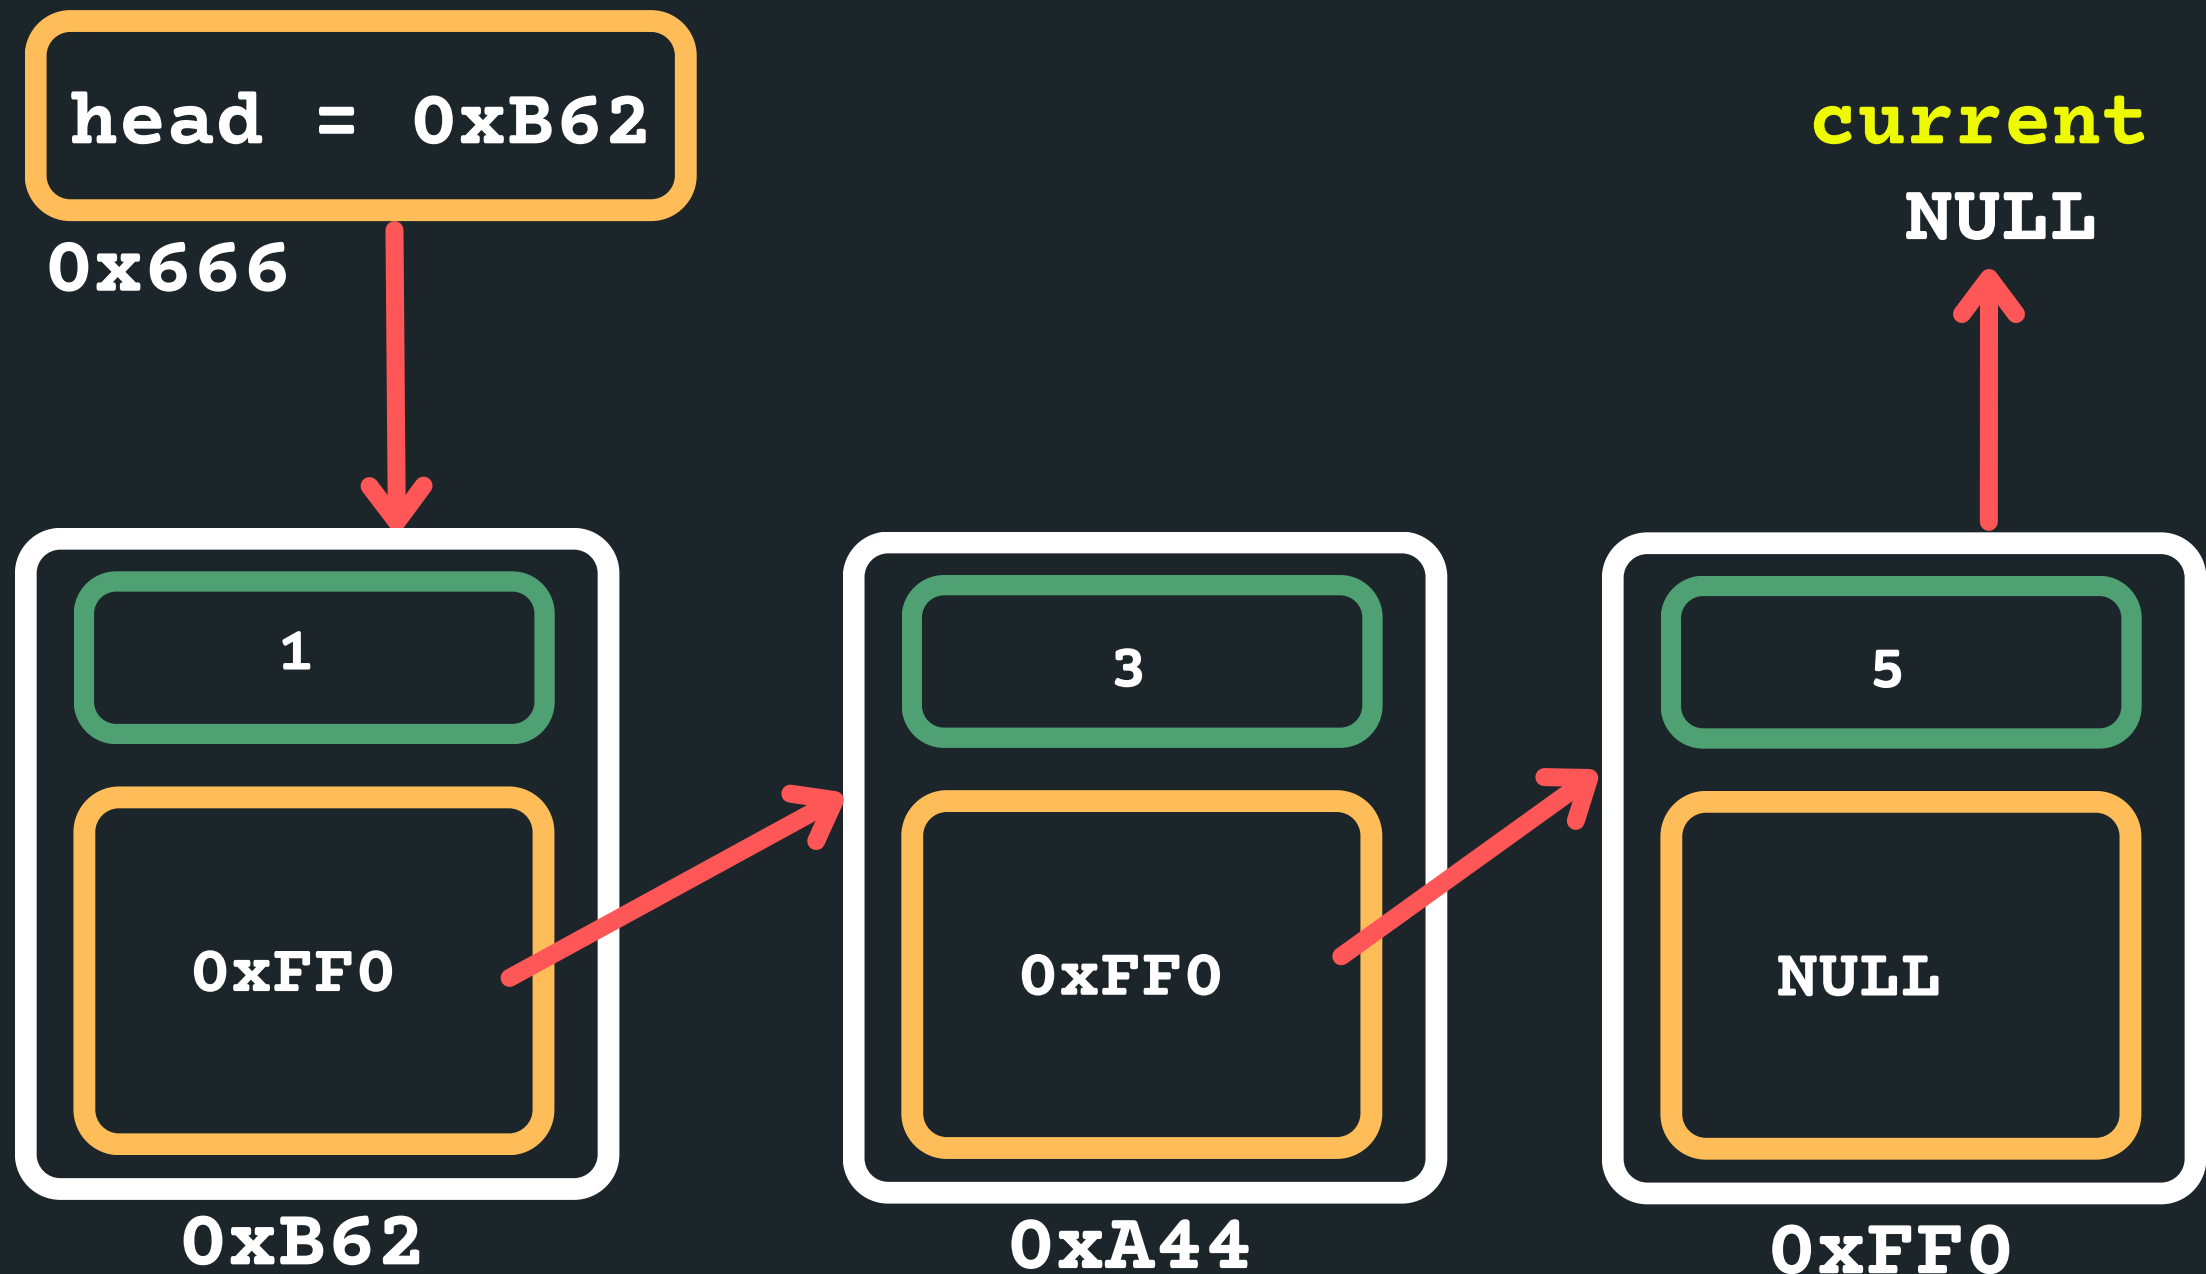 head = 0xB62
current
NULL
0x666
1
3
5
0xFF0
0xFF0
NULL
0xB62
0xA44
0xFF0